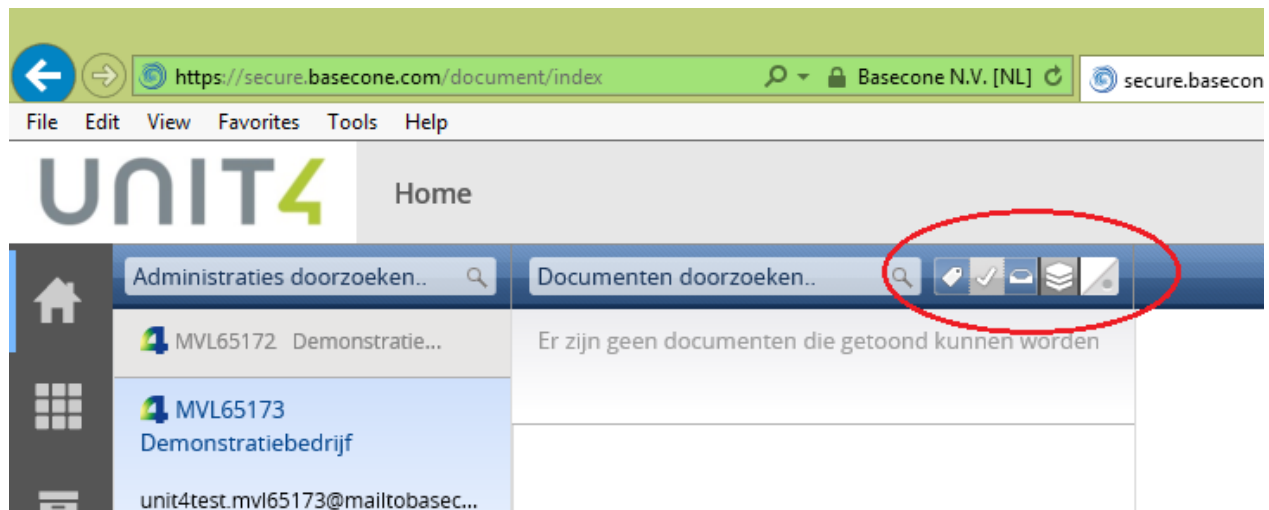 https://secure.basecone.com/document/index
Basecone N.V. [NL]
secure.basecon
File Edit View Favorites Tools Help
UNIT4
Home
Administraties doorzoeken..
Documenten doorzoeken..
MVL65172 Demonstratie...
Er zijn geen documenten die getoond kunnen worden
MVL65173
Demonstratiebedrijf
unit4test.mvl65173@mailtobasec...